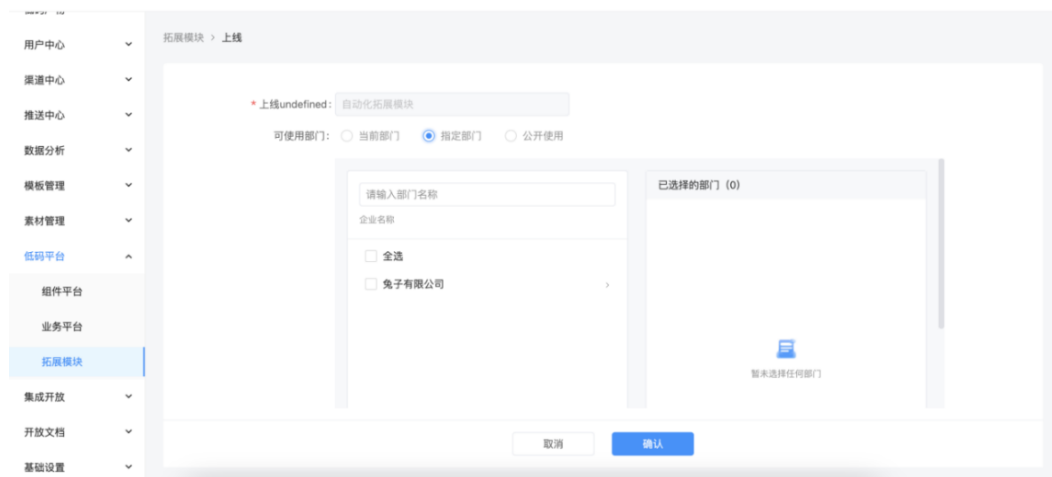 用户中心
渠道中心
推送中心
数据分析
模板管理
素材管理
低码平台
组件平台
业务平台
拓展模块
集成开放
开放文档
基础设置
拓展模块 > 上线
* 上线undefined: 自动化拓展模块
可使用部门: 当前部门 指定部门 公开使用
请输入部门名称
企业名称
全选
兔子有限公司 >
已选择的部门 (0)
暂未选择任何部门
取消 确认